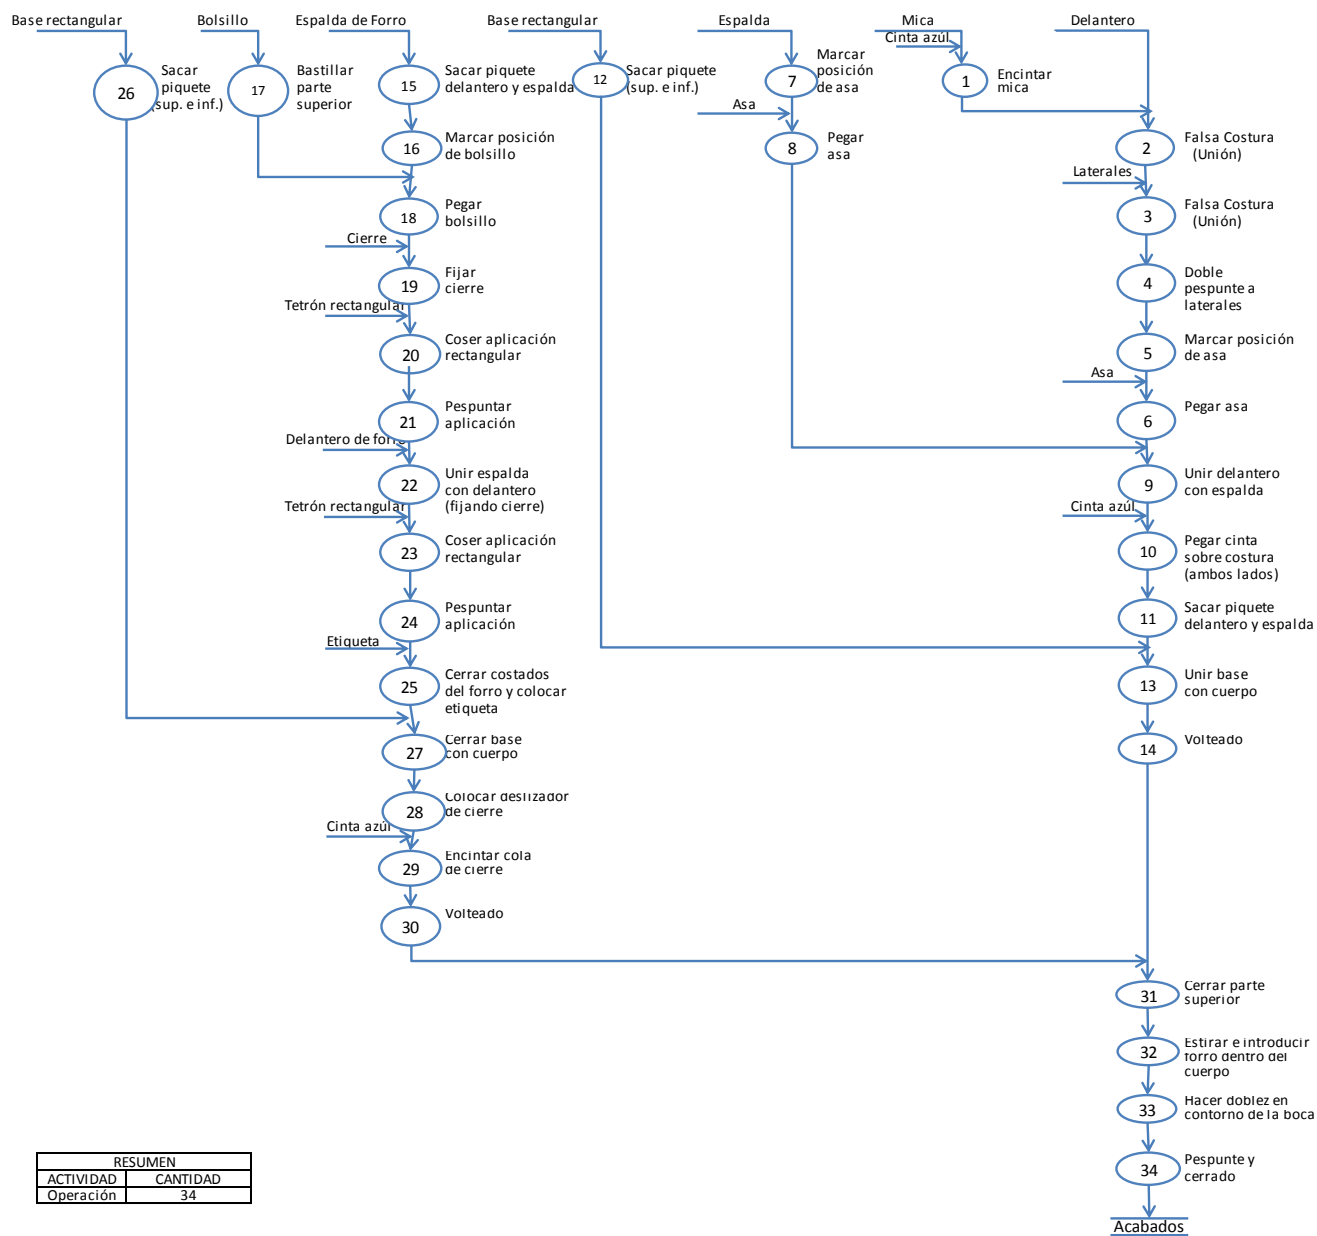 Base rectangular
Bolsillo
Espalda de Forro
Base rectangular
Espalda
Mica
Delantero
Cinta azúl
26
Sacar
piquete
(sup. e inf.)
17
Bastillar
parte
superior
15
Sacar piquete
delantero y espalda
12
Sacar piquete
(sup. e inf.)
7
Marcar
posición
de asa
1
Encintar
mica
Asa
16
Marcar posición
de bolsillo
8
Pegar
asa
2
Falsa Costura
(Unión)
Laterales
18
Pegar
bolsillo
3
Falsa Costura
(Unión)
Cierre
19
Fijar
cierre
4
Doble
pespunte a
laterales
Tetrón rectangular
20
Coser aplicación
rectangular
5
Marcar posición
de asa
Asa
21
Pespuntar
aplicación
6
Pegar asa
Delantero de forro
22
Unir espalda
con delantero
(fijando cierre)
9
Unir delantero
con espalda
Tetrón rectangular
Cinta azúl
23
Coser aplicación
rectangular
10
Pegar cinta
sobre costura
(ambos lados)
24
Pespuntar
aplicación
11
Sacar piquete
delantero y espalda
Etiqueta
25
Cerrar costados
del forro y colocar
etiqueta
13
Unir base
con cuerpo
27
Cerrar base
con cuerpo
14
Volteado
28
Colocar deslizador
de cierre
Cinta azúl
29
Encintar cola
de cierre
30
Volteado
31
Cerrar parte
superior
32
Estirar e introducir
forro dentro del
cuerpo
33
Hacer doblez en
contorno de la boca
34
Pespunte y
cerrado
Acabados
RESUMEN
ACTIVIDAD CANTIDAD
Operación 34